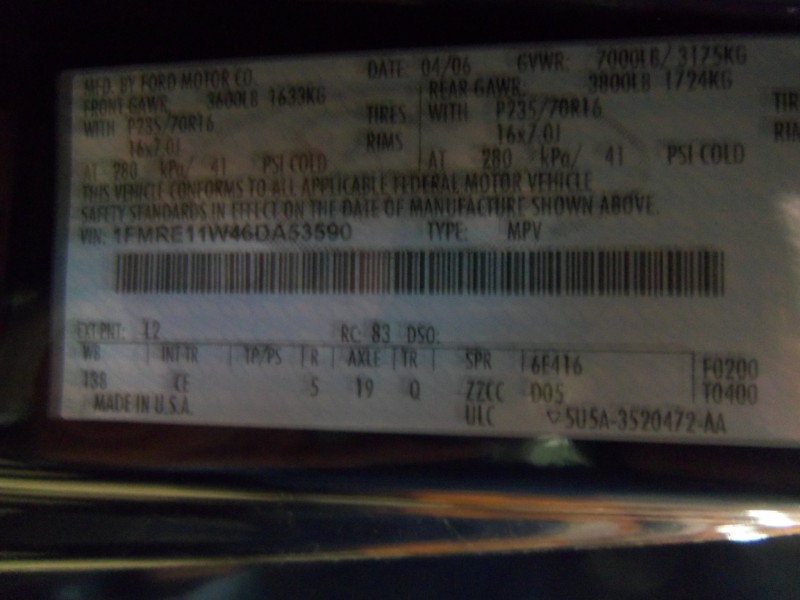 MFD. BY FORD MOTOR CO. DATE: 04/06 GVWR: 7000LB/ 3175KG
FRONT GAWR: 3600LB 1633KG REAR GAWR: 3800LB 1724KG
WITH P235/70R16 TIRES WITH P235/70R16 TIR
16x7.0J RIMS 16x7.0J RIM
AT 280 kPa/ 41 PSI COLD AT 280 kPa/ 41 PSI COLD
THIS VEHICLE CONFORMS TO ALL APPLICABLE FEDERAL MOTOR VEHICLE
SAFETY STANDARDS IN EFFECT ON THE DATE OF MANUFACTURE SHOWN ABOVE.
VIN: 1FMRE11W46DA53590 TYPE: MPV
EXT PNT: L2 RC: 83 DSO:
WB INT TR TP/PS R AXLE TR SPR 6E416 F0200
138 CE 5 19 Q ZZCC D05 T0400
MADE IN U.S.A. ULC ▽5U5A-3520472-AA